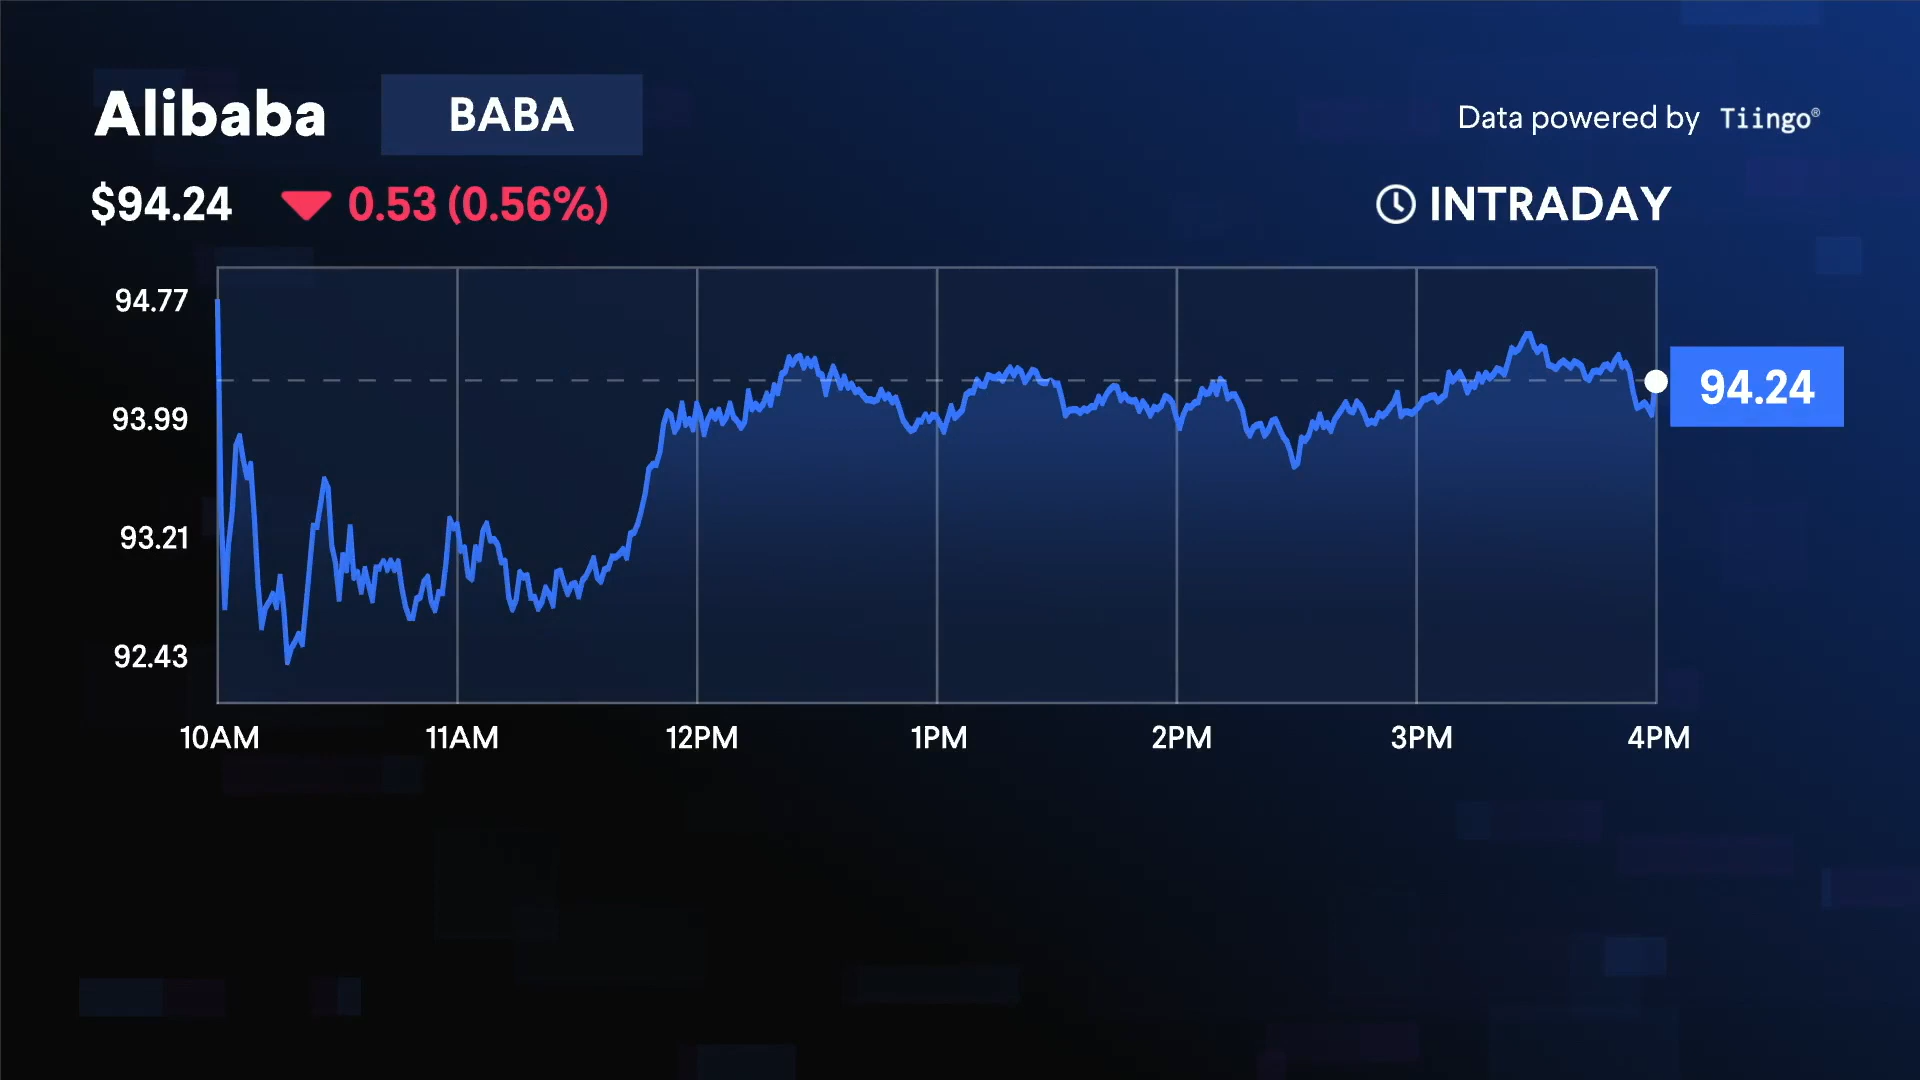 Alibaba BABA
Data powered by Tiingo®
$94.24 ▼ 0.53 (0.56%)
INTRADAY
94.77
93.99
93.21
92.43
94.24
10AM 11AM 12PM 1PM 2PM 3PM 4PM